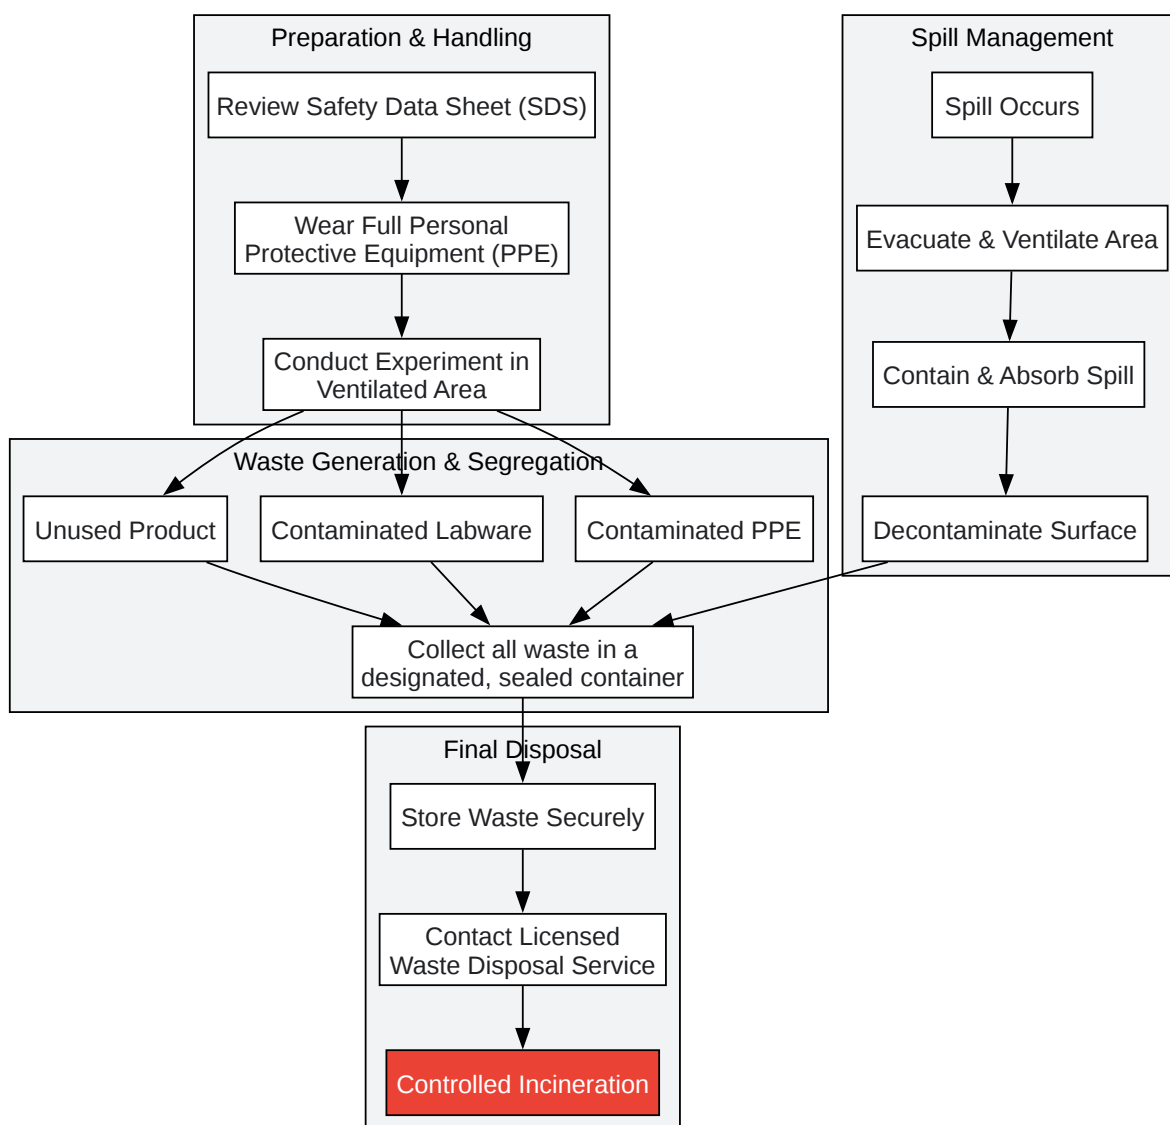 Preparation & Handling
Review Safety Data Sheet (SDS)
Wear Full Personal
Protective Equipment (PPE)
Conduct Experiment in
Ventilated Area
Spill Management
Spill Occurs
Evacuate & Ventilate Area
Contain & Absorb Spill
Decontaminate Surface
Waste Generation & Segregation
Unused Product
Contaminated Labware
Contaminated PPE
Collect all waste in a
designated, sealed container
Final Disposal
Store Waste Securely
Contact Licensed
Waste Disposal Service
Controlled Incineration